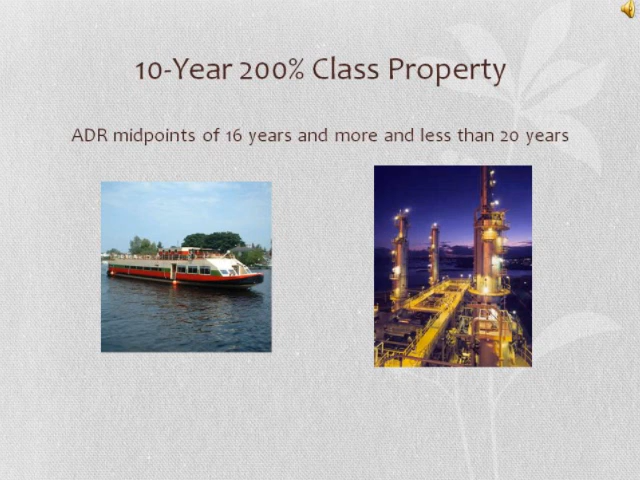 10-Year 200% Class Property
ADR midpoints of 16 years and more and less than 20 years